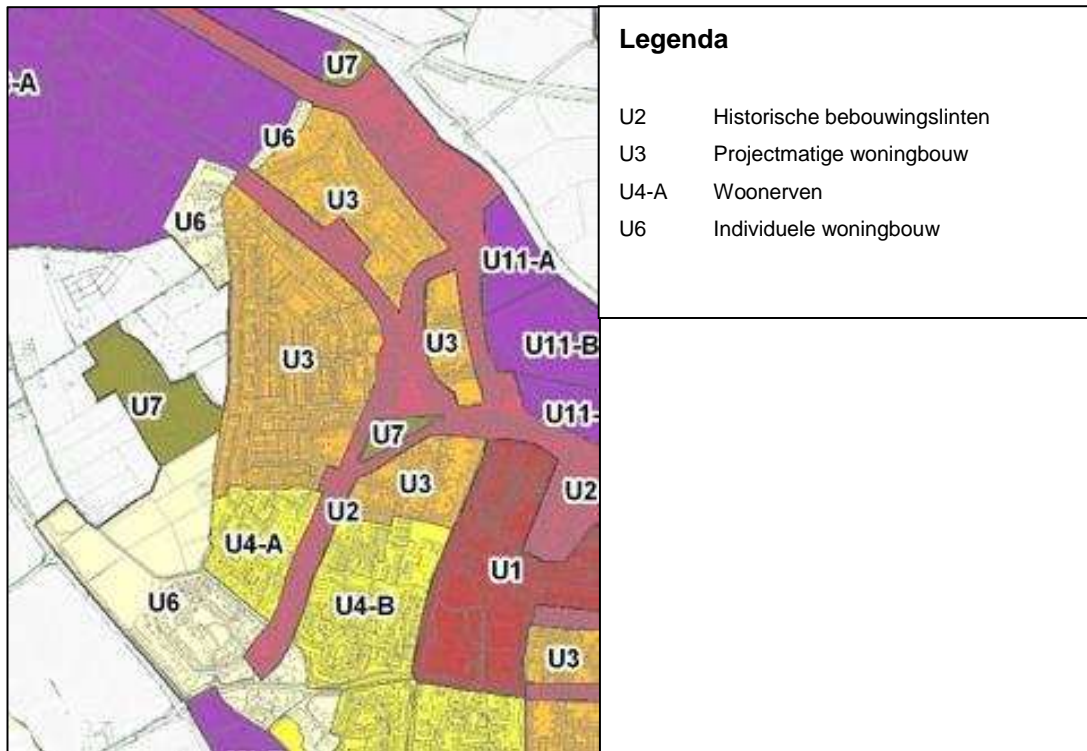 U7
-A
U6
U3
U6
U11-A
U3
U3
U11-B
U7
U11-
U7
U3
U2
U2
U4-A
U1
U6
U4-B
U3
Legenda
U2 Historische bebouwingslinten
U3 Projectmatige woningbouw
U4-A Woonerven
U6 Individuele woningbouw